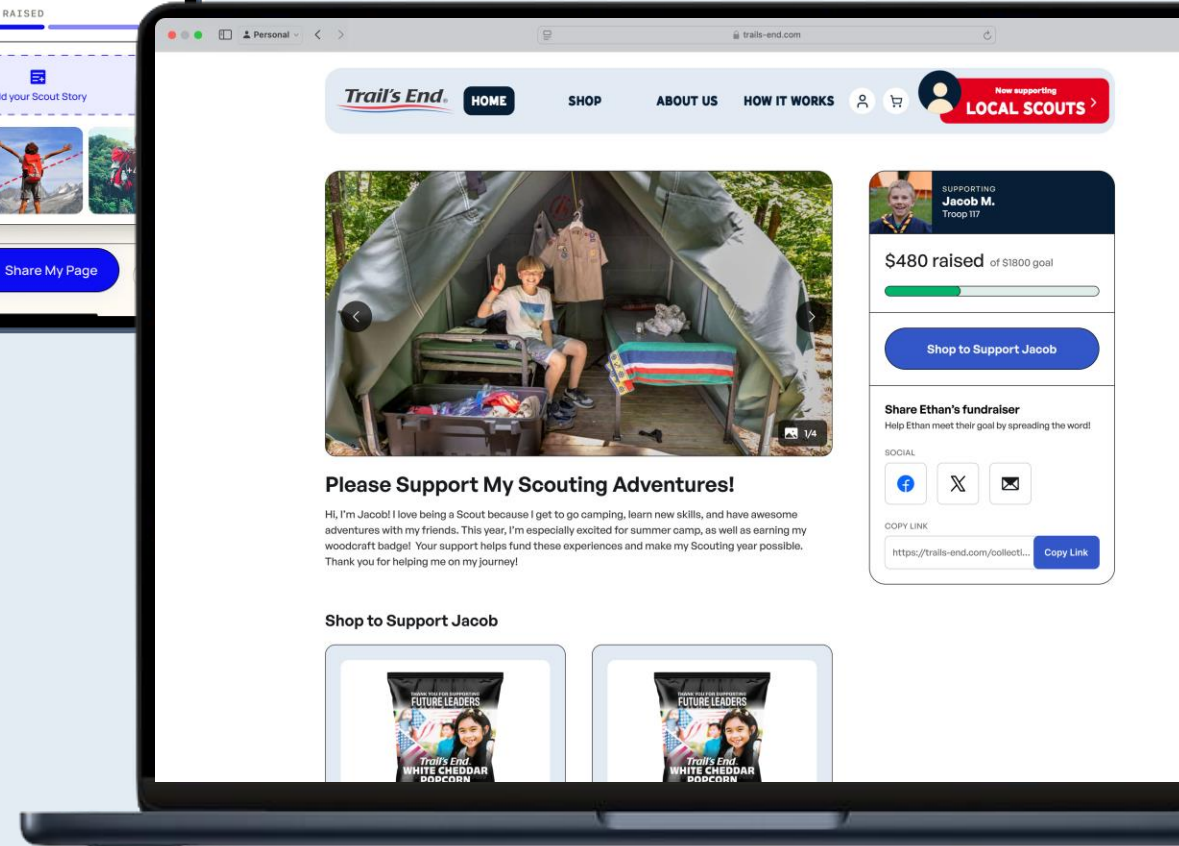 RAISED
d your Scout Story
Share My Page
Personal
trails-end.com
Trail's End®
HOME
SHOP
ABOUT US
HOW IT WORKS
Now supporting
LOCAL SCOUTS
1/4
SUPPORTING
Jacob M.
Troop 117
$480 raised of $1800 goal
Shop to Support Jacob
Share Ethan's fundraiser
Help Ethan meet their goal by spreading the word!
SOCIAL
COPY LINK
https://trails-end.com/collecti...
Copy Link
Please Support My Scouting Adventures!
Hi, I'm Jacob! I love being a Scout because I get to go camping, learn new skills, and have awesome
adventures with my friends. This year, I'm especially excited for summer camp, as well as earning my
woodcraft badge! Your support helps fund these experiences and make my Scouting year possible.
Thank you for helping me on my journey!
Shop to Support Jacob
THANK YOU FOR SUPPORTING
FUTURE LEADERS
Trail's End
WHITE CHEDDAR
POPCORN
THANK YOU FOR SUPPORTING
FUTURE LEADERS
Trail's End
WHITE CHEDDAR
POPCORN